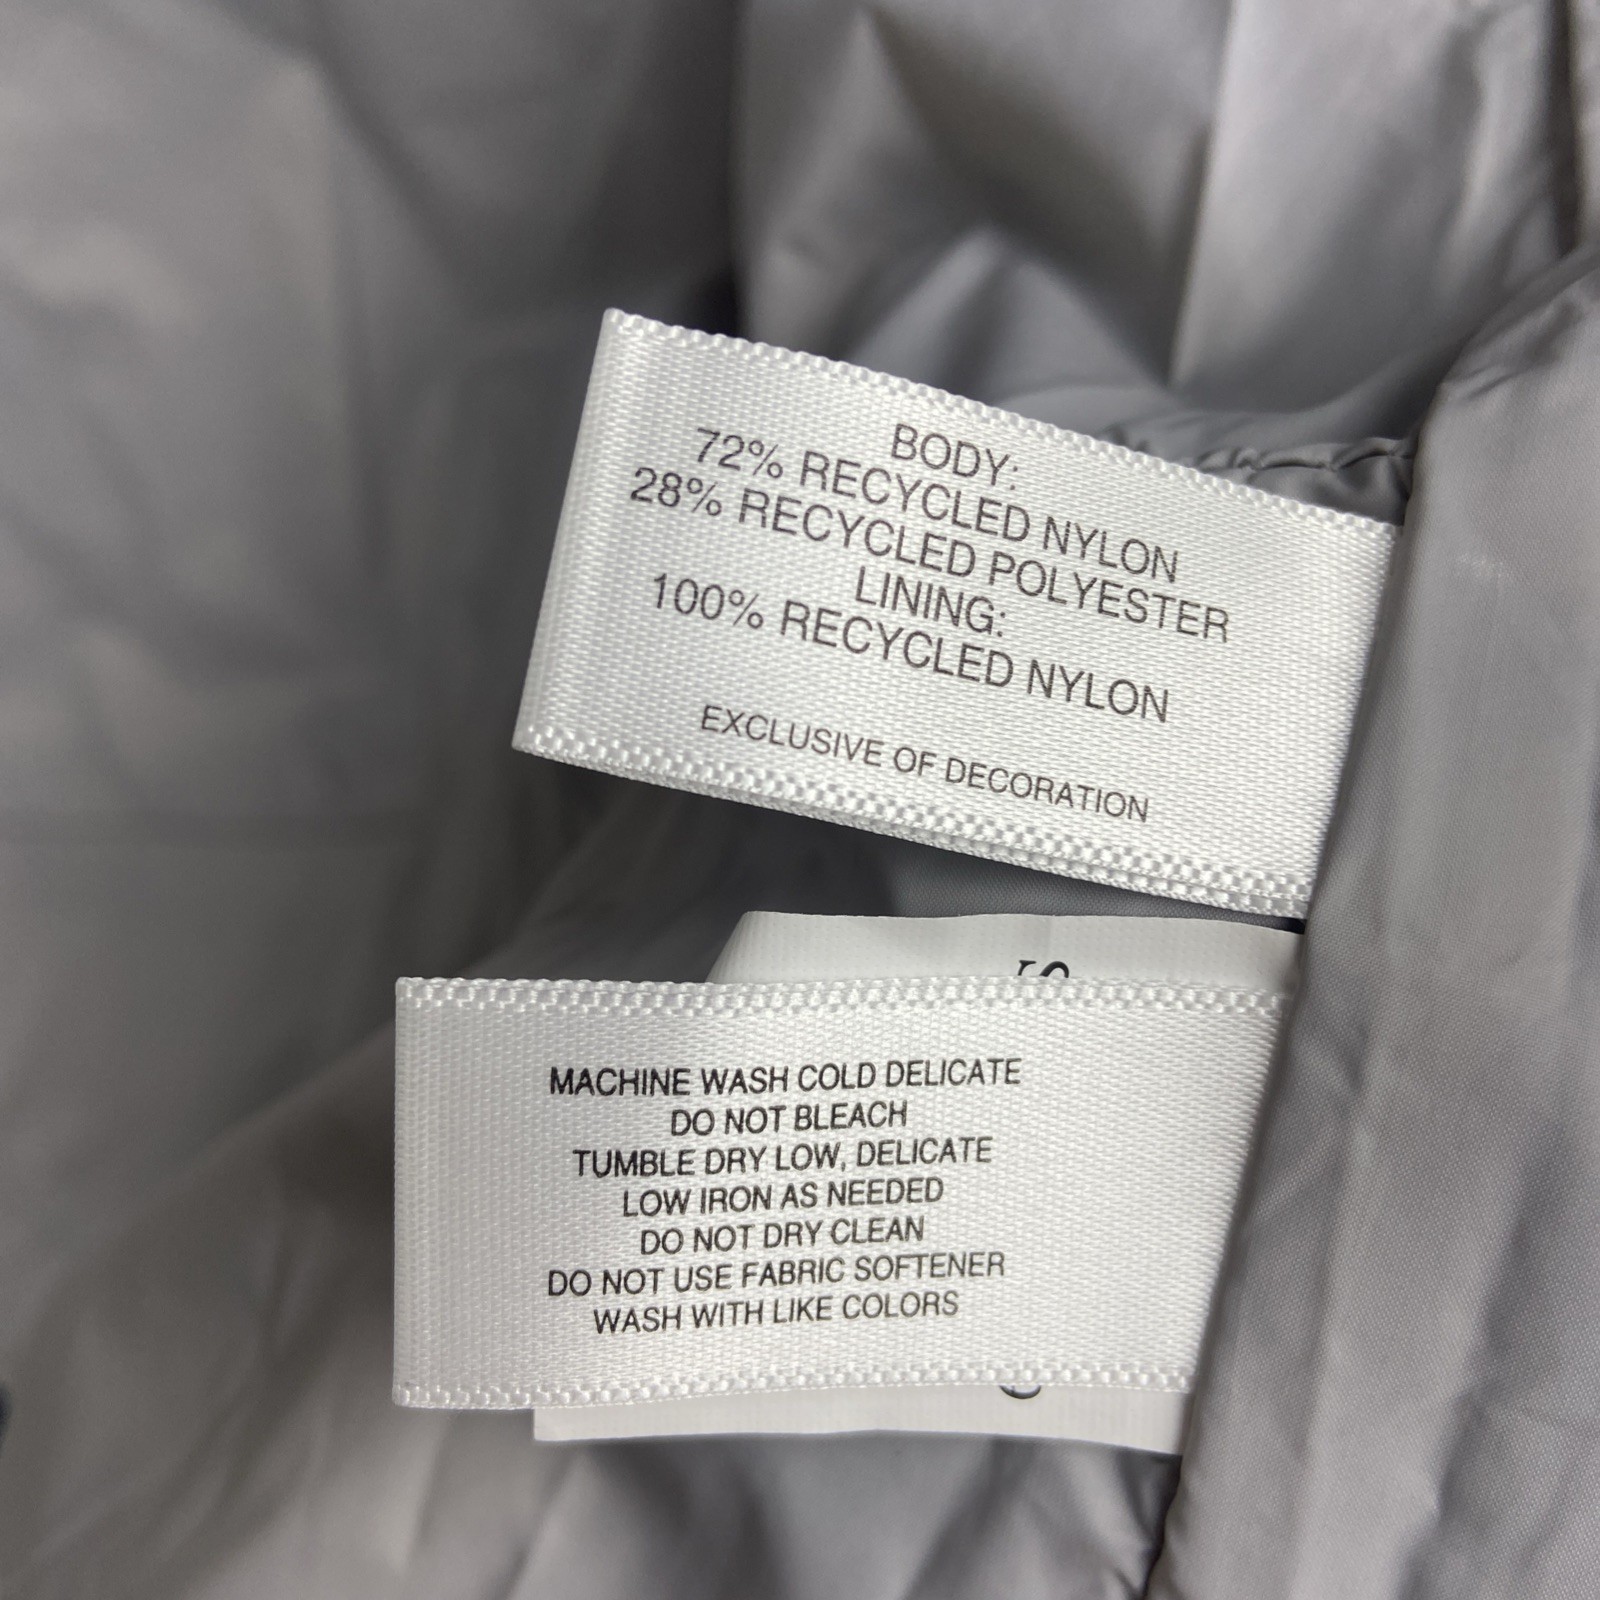 BODY:
72% RECYCLED NYLON
28% RECYCLED POLYESTER
LINING:
100% RECYCLED NYLON
EXCLUSIVE OF DECORATION
MACHINE WASH COLD DELICATE
DO NOT BLEACH
TUMBLE DRY LOW, DELICATE
LOW IRON AS NEEDED
DO NOT DRY CLEAN
DO NOT USE FABRIC SOFTENER
WASH WITH LIKE COLORS